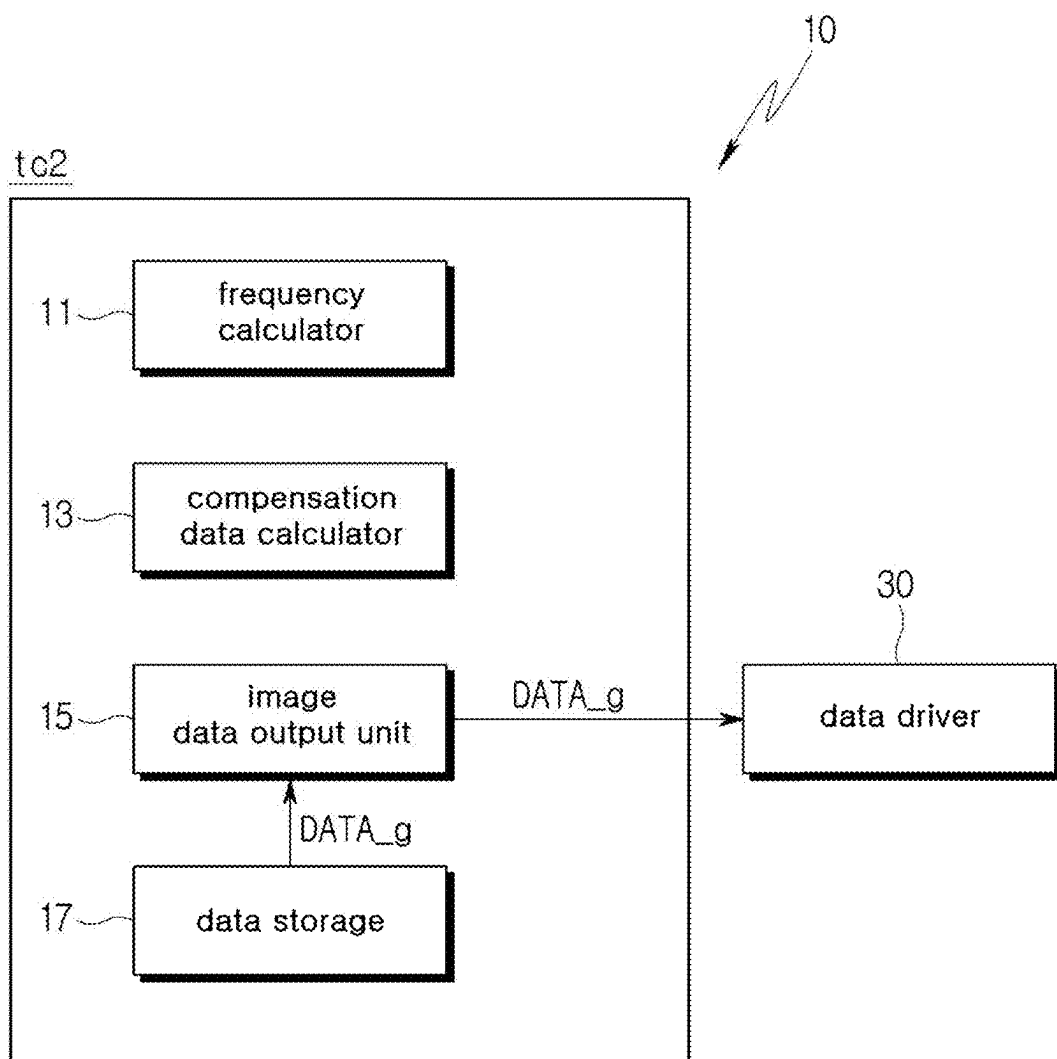 10
tc2
11
frequency
calculator
13
compensation
data calculator
30
15
image
data output unit
DATA_g
data driver
DATA_g
17
data storage